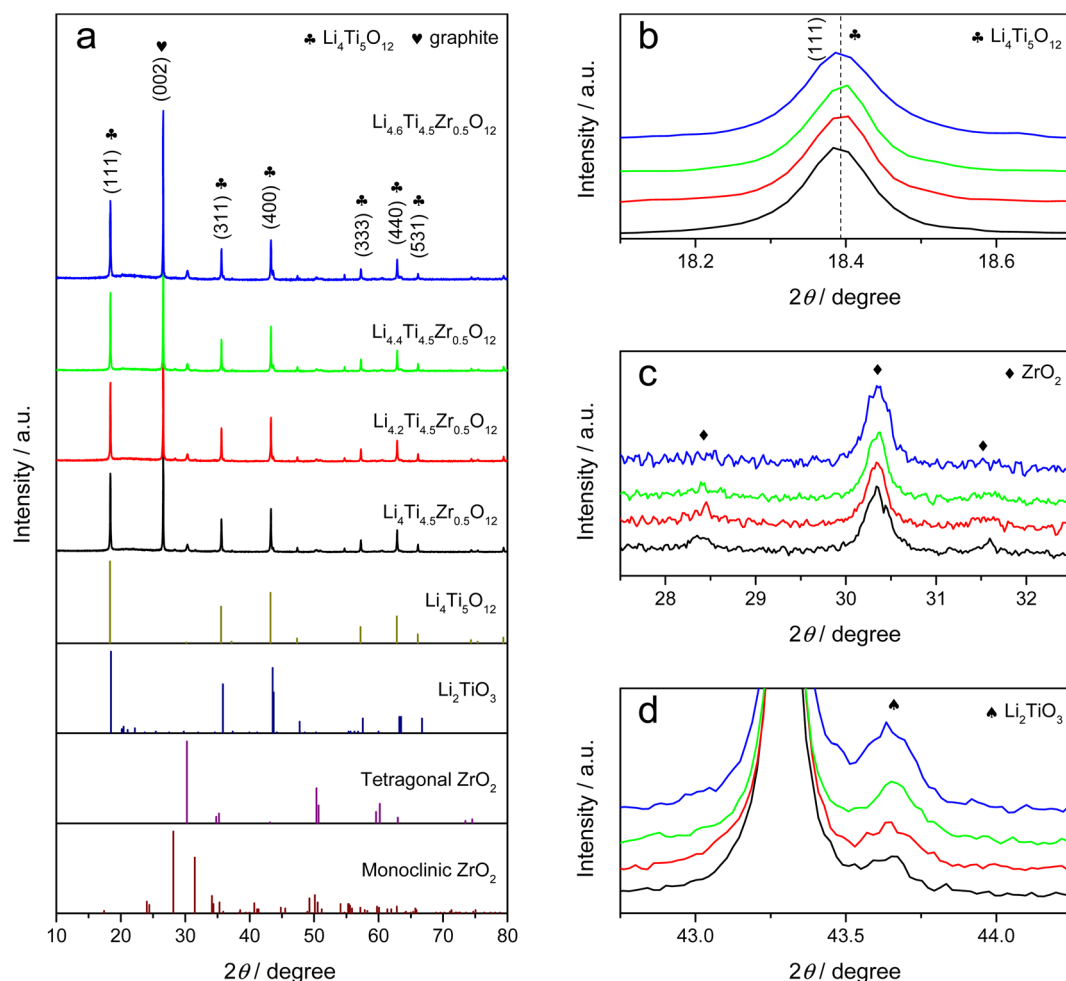 a
♣ Li₄Ti₅O₁₂ ♥ graphite
(002)
Li₄.₆Ti₄.₅Zr₀.₅O₁₂
(111)
(311)
(400)
(333)
(440)
(531)
Li₄.₄Ti₄.₅Zr₀.₅O₁₂
Li₄.₂Ti₄.₅Zr₀.₅O₁₂
Li₄Ti₄.₅Zr₀.₅O₁₂
Li₄Ti₅O₁₂
Li₂TiO₃
Tetragonal ZrO₂
Monoclinic ZrO₂
Intensity / a.u.
10 20 30 40 50 60 70 80
2θ / degree
b
(111)
♣ Li₄Ti₅O₁₂
Intensity / a.u.
18.2 18.4 18.6
2θ / degree
c
♦ ZrO₂
Intensity / a.u.
28 29 30 31 32
2θ / degree
d
♠ Li₂TiO₃
Intensity / a.u.
43.0 43.5 44.0
2θ / degree